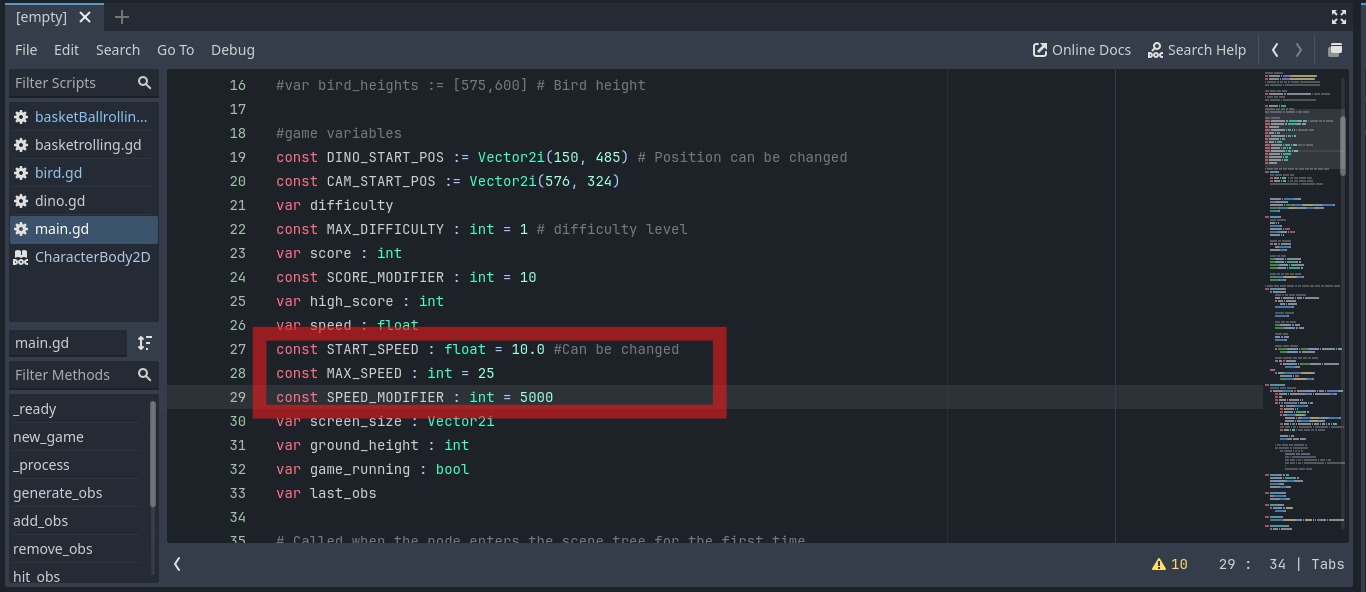 [empty]
File Edit Search Go To Debug Online Docs Search Help
Filter Scripts
basketBallrollin...
basketrolling.gd
bird.gd
dino.gd
main.gd
CharacterBody2D
main.gd
Filter Methods
_ready
new_game
_process
generate_obs
add_obs
remove_obs
hit_obs
16 #var bird_heights := [575,600] # Bird height
17
18 #game variables
19 const DINO_START_POS := Vector2i(150, 485) # Position can be changed
20 const CAM_START_POS := Vector2i(576, 324)
21 var difficulty
22 const MAX_DIFFICULTY : int = 1 # difficulty level
23 var score : int
24 const SCORE_MODIFIER : int = 10
25 var high_score : int
26 var speed : float
27 const START_SPEED : float = 10.0 #Can be changed
28 const MAX_SPEED : int = 25
29 const SPEED_MODIFIER : int = 5000
30 var screen_size : Vector2i
31 var ground_height : int
32 var game_running : bool
33 var last_obs
34
35 # Called when the node enters the scene tree for the first time
10 29 : 34 | Tabs